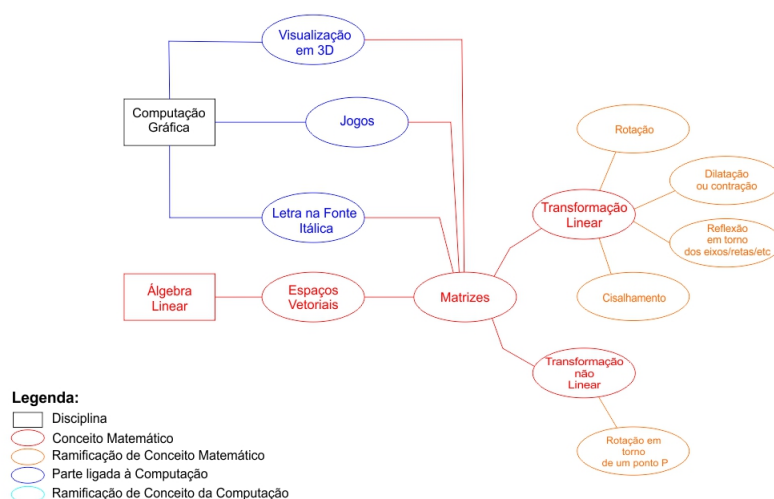 Visualização
em 3D
Computação
Gráfica
Jogos
Rotação
Dilatação
ou contração
Letra na Fonte
Itálica
Transformação
Linear
Reflexão
em torno
dos eixos/retas/etc
Álgebra
Linear
Espaços
Vetoriais
Matrizes
Cisalhamento
Transformação
não
Linear
Rotação em
torno
de um ponto P
Legenda:
Disciplina
Conceito Matemático
Ramificação de Conceito Matemático
Parte ligada à Computação
Ramificação de Conceito da Computação